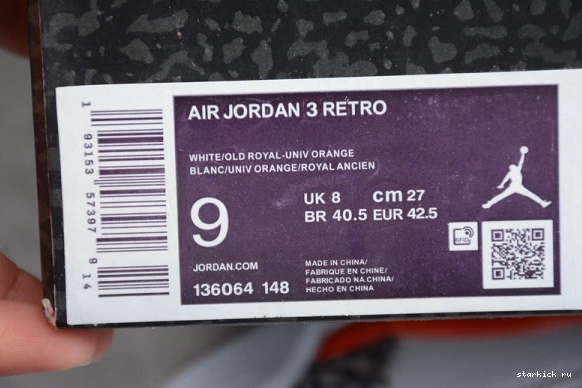 AIR JORDAN 3 RETRO
WHITE/OLD ROYAL-UNIV ORANGE
BLANC/UNIV ORANGE/ROYAL ANCIEN
9
UK 8 cm 27
BR 40.5 EUR 42.5
RFID
JORDAN.COM
136064 148
MADE IN CHINA/
FABRIQUE EN CHINE/
FABRICADO NA CHINA/
HECHO EN CHINA
1 93153 57397 9 14
starkick ru